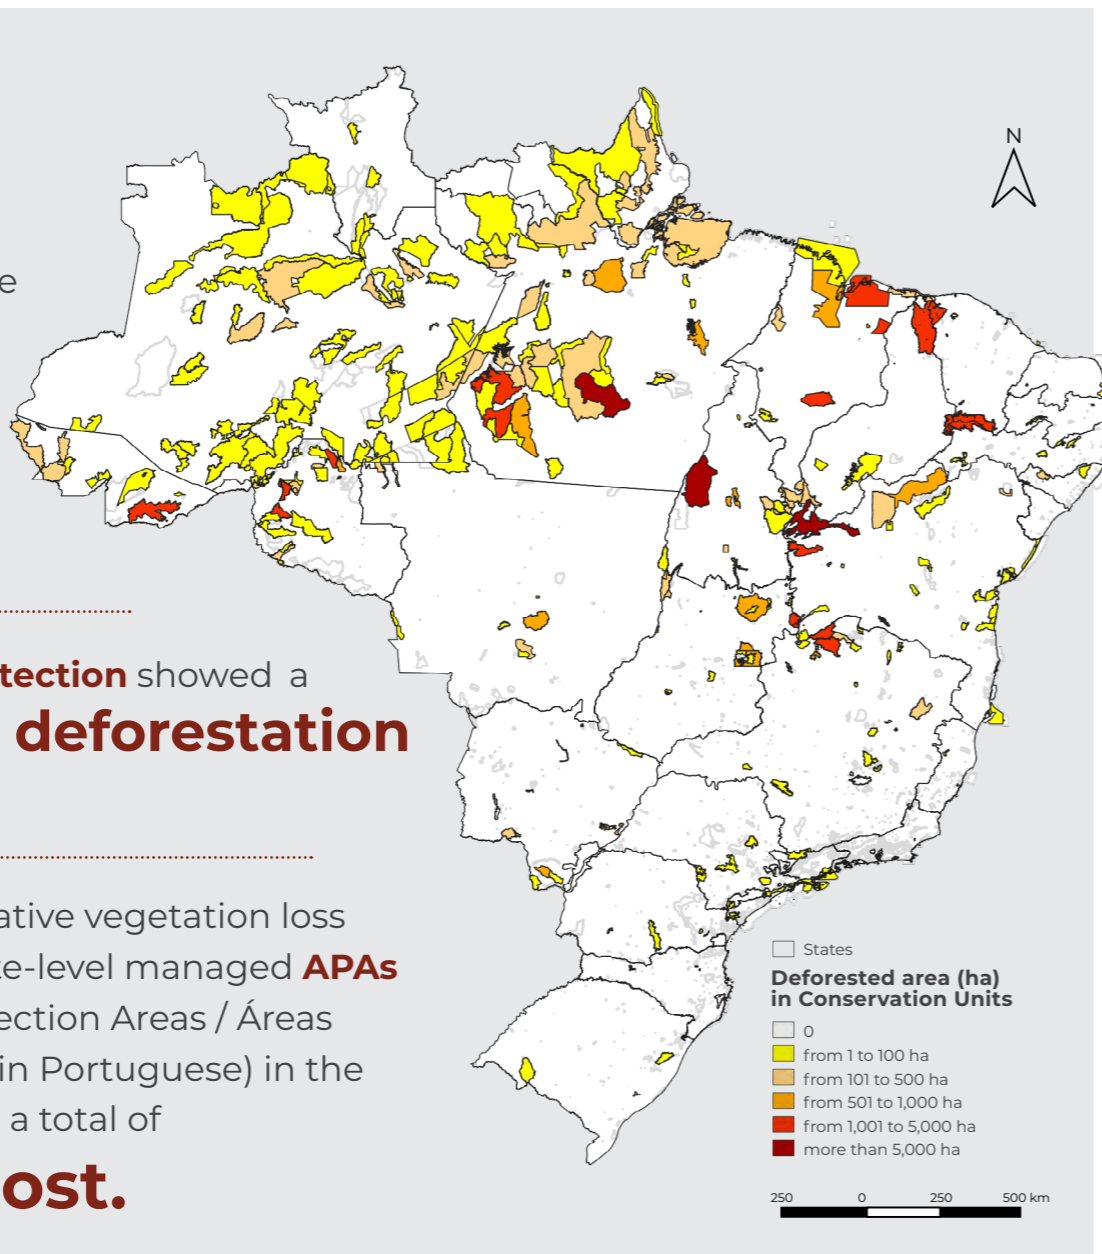 e
tection showed a
deforestation
ative vegetation loss
te-level managed APAs
ection Areas / Áreas
in Portuguese) in the
a total of
ost.
N
States
Deforested area (ha)
in Conservation Units
0
from 1 to 100 ha
from 101 to 500 ha
from 501 to 1,000 ha
from 1,001 to 5,000 ha
more than 5,000 ha
250 0 250 500 km